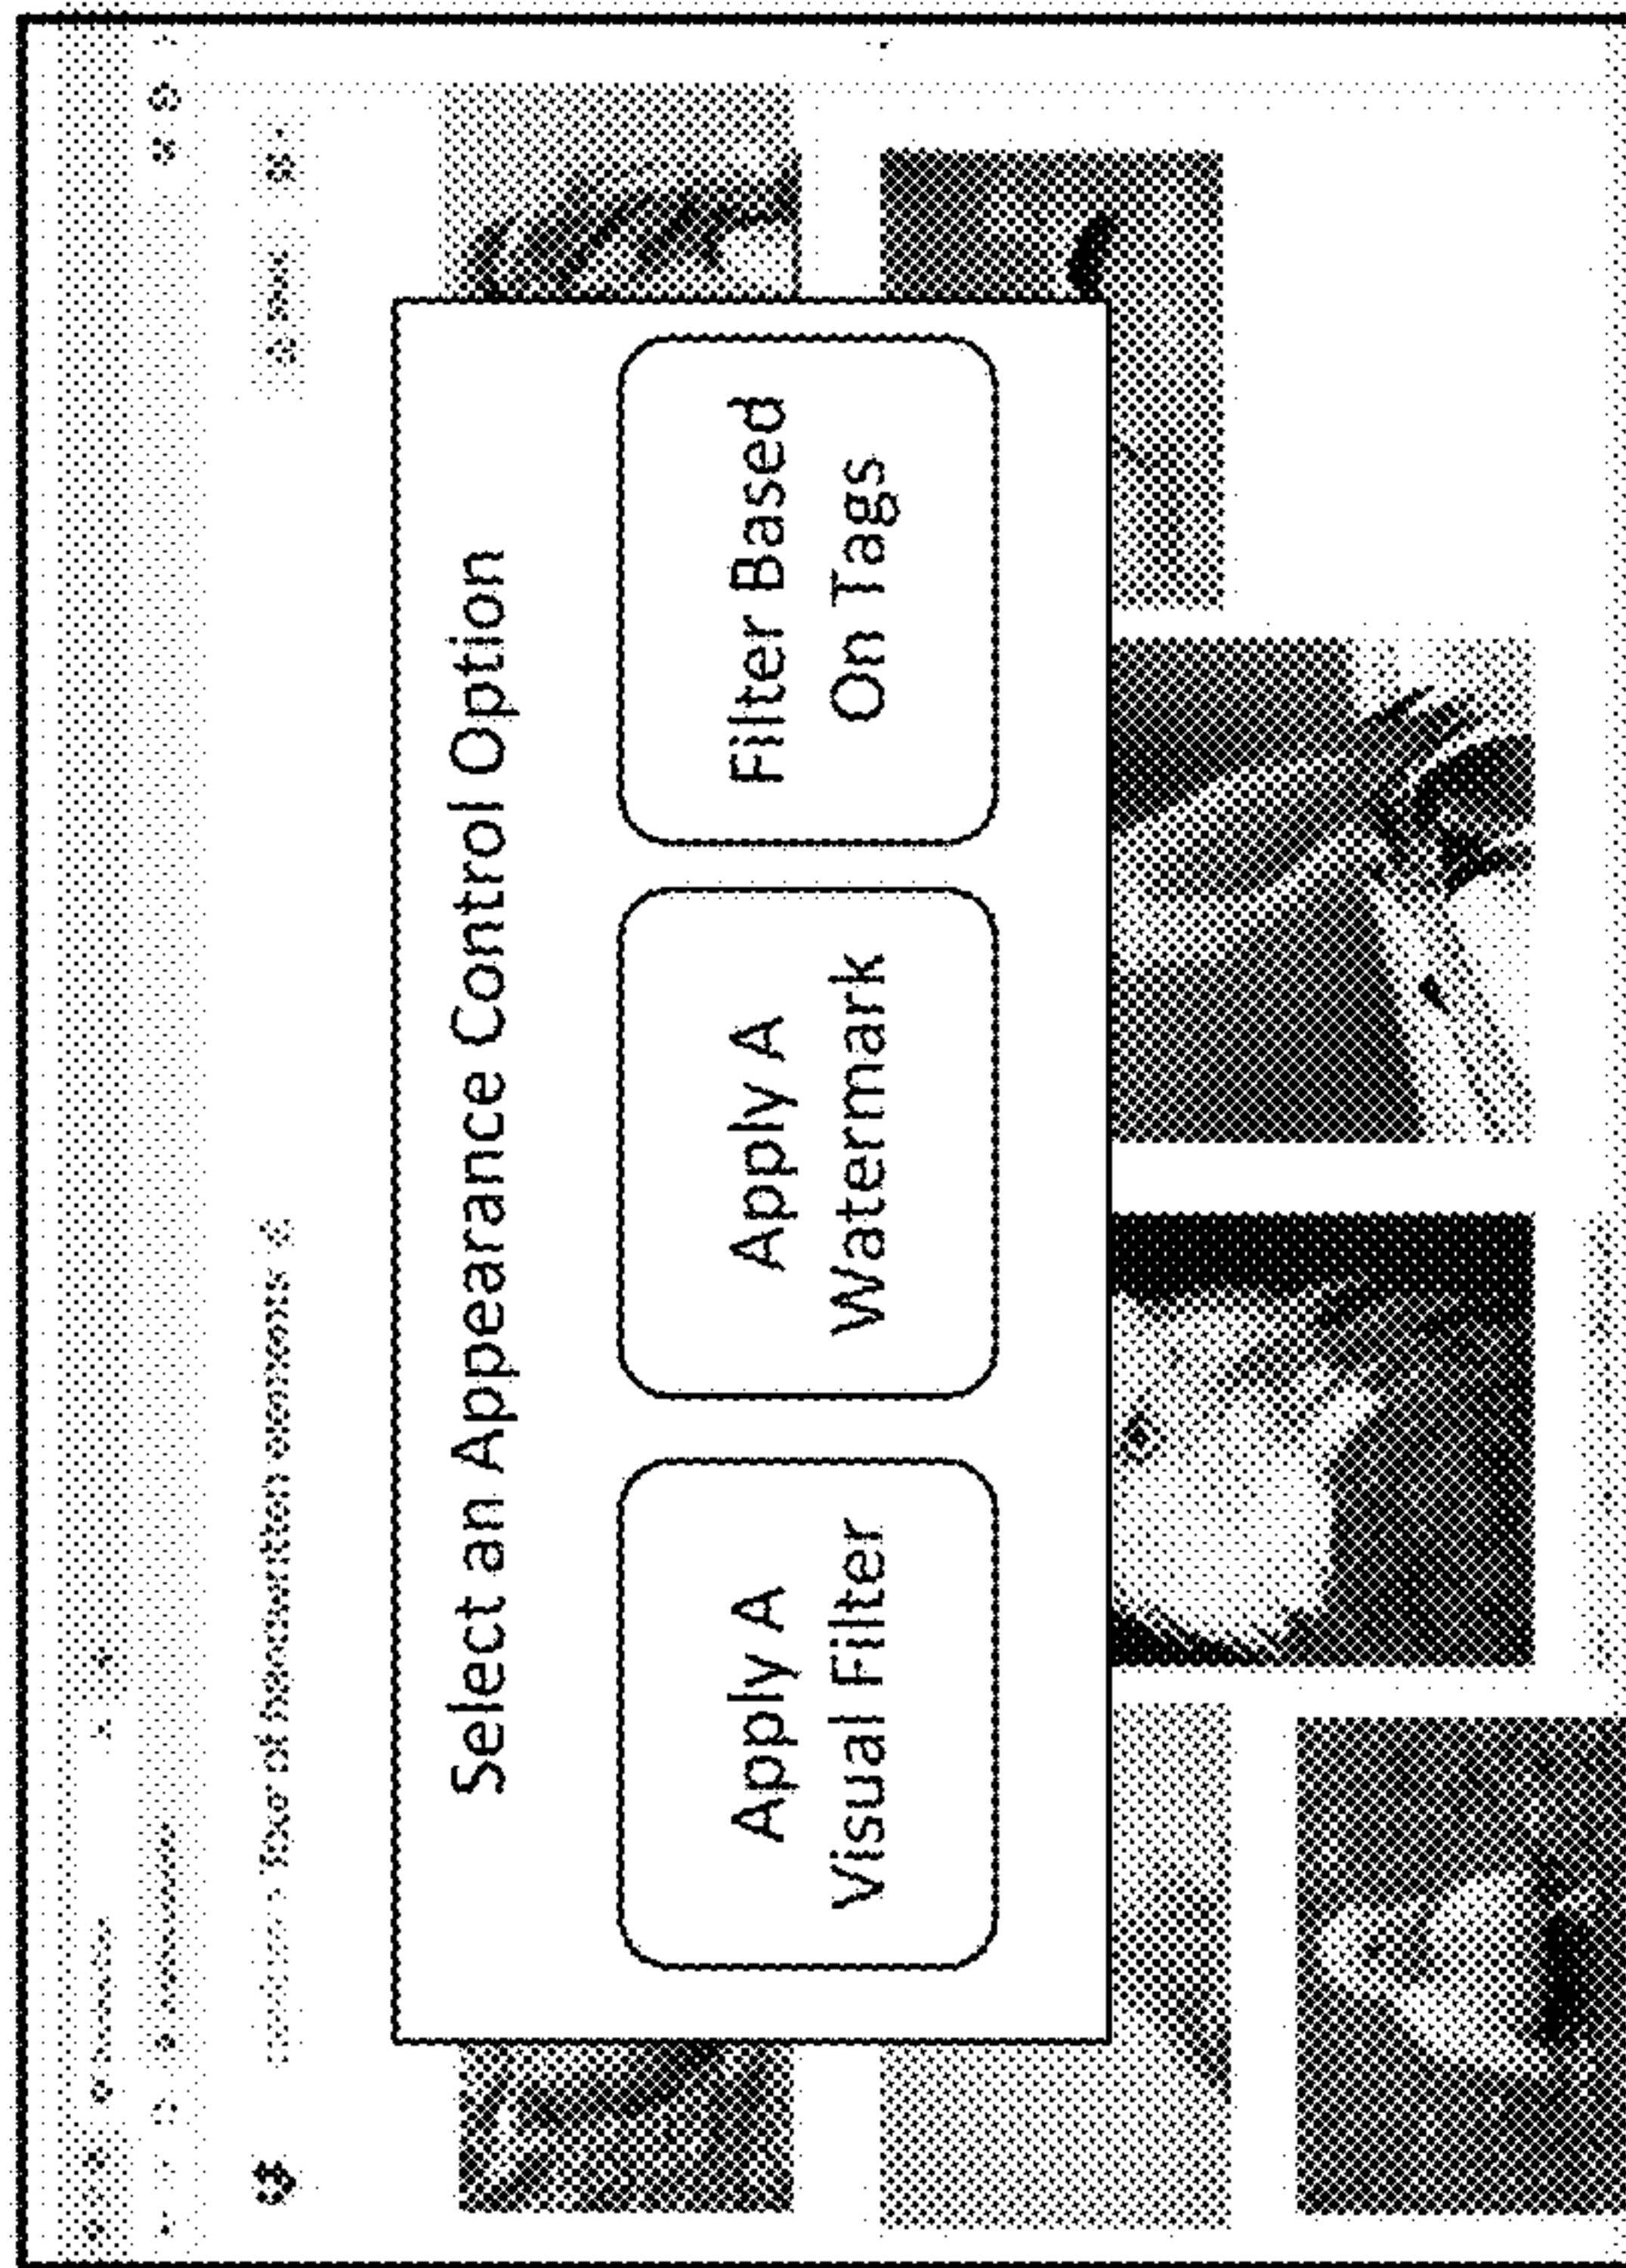 Select an Appearance Control Option
Apply A
Visual Filter
Apply A
Watermark
Filter Based
On Tags